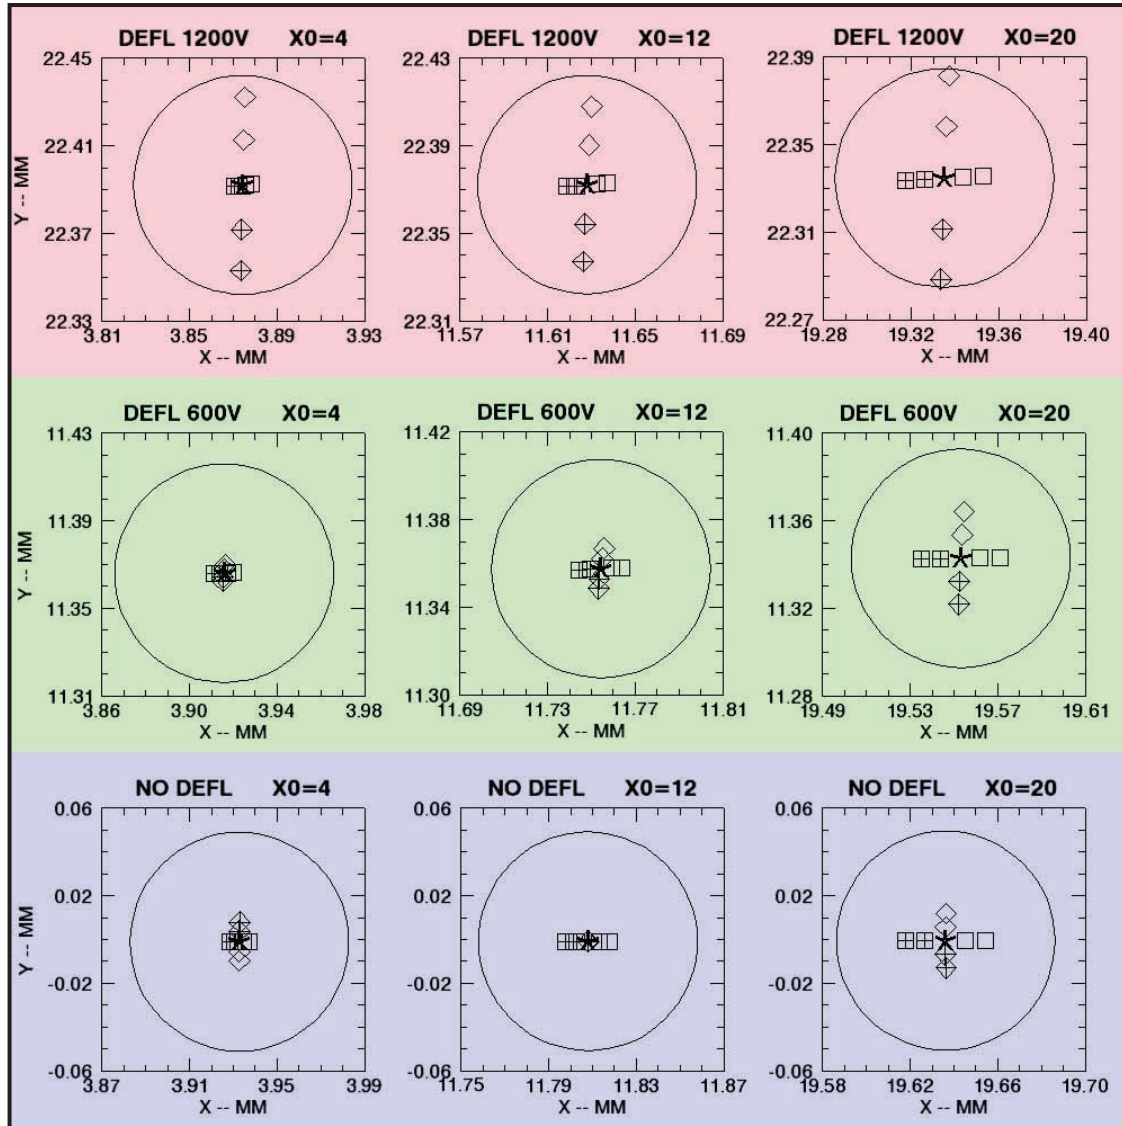 DEFL 1200V X0=4 DEFL 1200V X0=12 DEFL 1200V X0=20
22.45 22.43 22.39
22.41 22.39 22.35
22.37 22.35 22.31
22.33 22.31 22.27
Y -- MM
3.81 3.85 3.89 3.93 11.57 11.61 11.65 11.69 19.28 19.32 19.36 19.40
X -- MM X -- MM X -- MM
DEFL 600V X0=4 DEFL 600V X0=12 DEFL 600V X0=20
11.43 11.42 11.40
11.39 11.38 11.36
11.35 11.34 11.32
11.31 11.30 11.28
Y -- MM
3.86 3.90 3.94 3.98 11.69 11.73 11.77 11.81 19.49 19.53 19.57 19.61
X -- MM X -- MM X -- MM
NO DEFL X0=4 NO DEFL X0=12 NO DEFL X0=20
0.06 0.06 0.06
0.02 0.02 0.02
-0.02 -0.02 -0.02
-0.06 -0.06 -0.06
Y -- MM
3.87 3.91 3.95 3.99 11.75 11.79 11.83 11.87 19.58 19.62 19.66 19.70
X -- MM X -- MM X -- MM